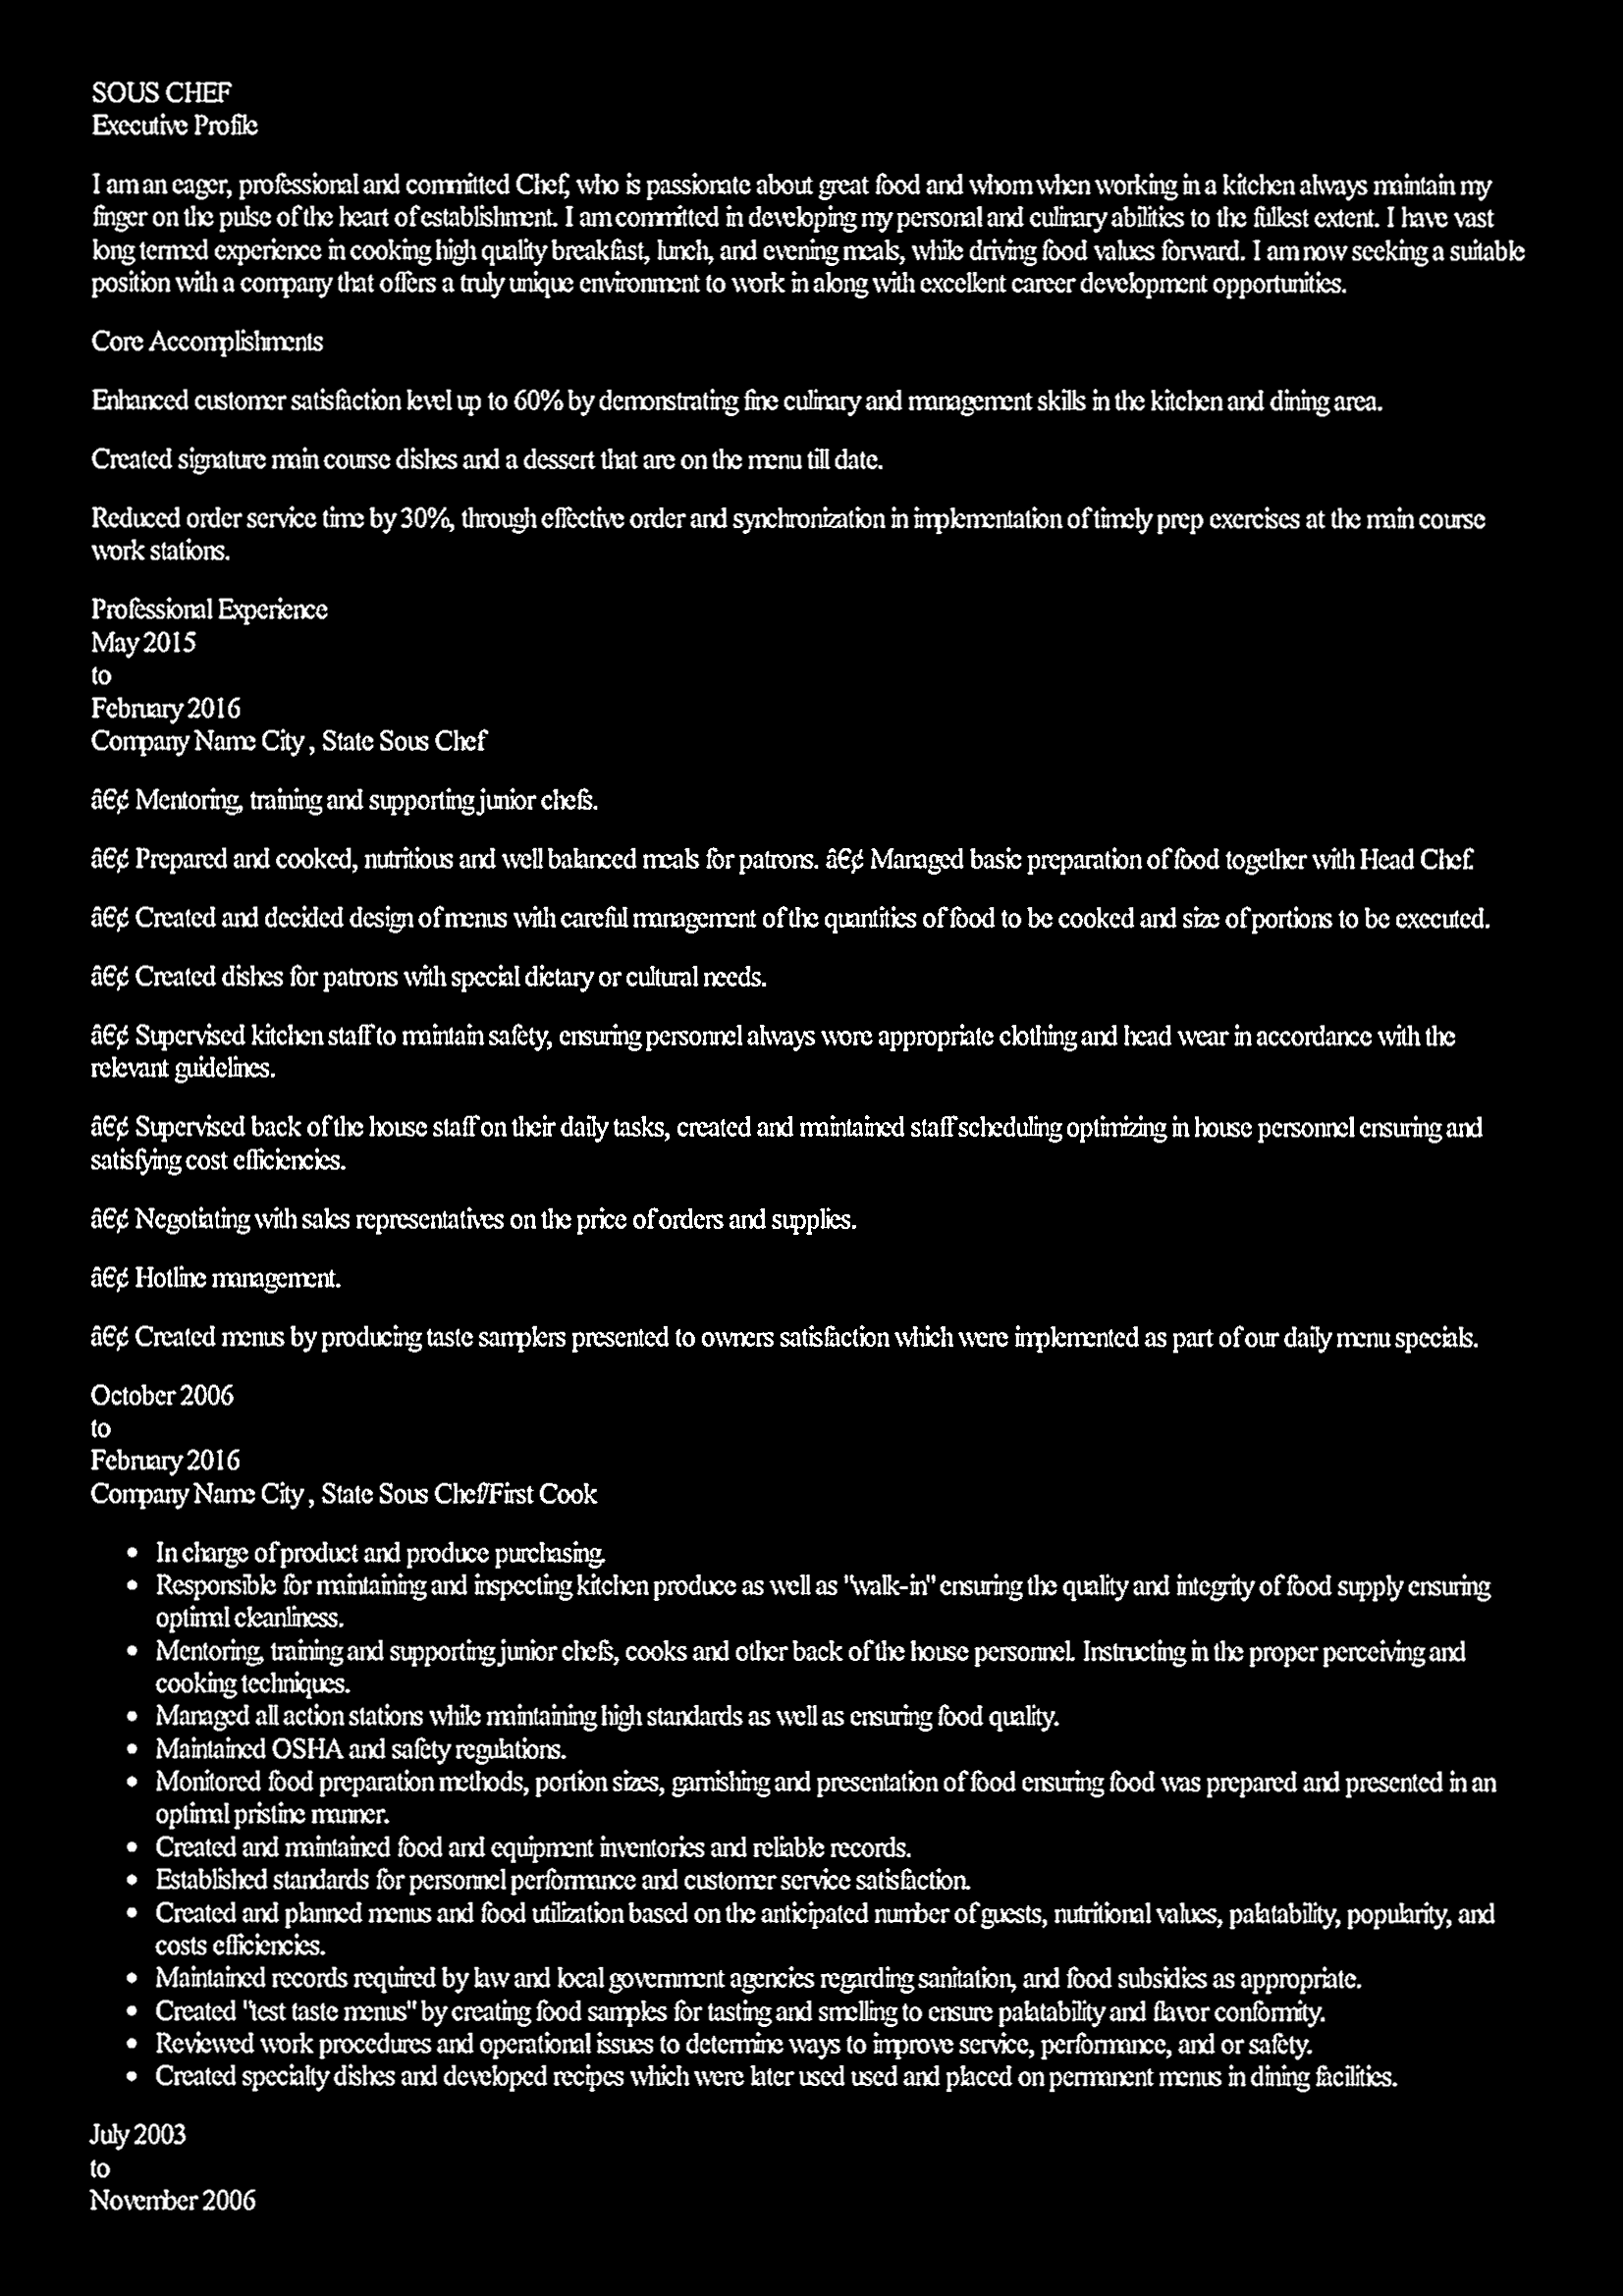 SOUS CHEF
Executive Profile
I am an eager, professional and committed Chef, who is passionate about great food and whom when working in a kitchen always maintain my
finger on the pulse of the heart of establishment. I am committed in developing my personal and culinary abilities to the fullest extent. I have vast
long termed experience in cooking high quality breakfast, lunch, and evening meals, while driving food values forward. I am now seeking a suitable
position with a company that offers a truly unique environment to work in along with excellent career development opportunities.
Core Accomplishments
Enhanced customer satisfaction level up to 60% by demonstrating fine culinary and management skills in the kitchen and dining area.
Created signature main course dishes and a dessert that are on the menu till date.
Reduced order service time by 30%, through effective order and synchronization in implementation of timely prep exercises at the main course
work stations.
Professional Experience
May 2015
to
February 2016
Company Name City , State Sous Chef
â€¢ Mentoring, training and supporting junior chefs.
â€¢ Prepared and cooked, nutritious and well balanced meals for patrons. â€¢ Managed basic preparation of food together with Head Chef.
â€¢ Created and decided design of menus with careful management of the quantities of food to be cooked and size of portions to be executed.
â€¢ Created dishes for patrons with special dietary or cultural needs.
â€¢ Supervised kitchen staff to maintain safety, ensuring personnel always wore appropriate clothing and head wear in accordance with the
relevant guidelines.
â€¢ Supervised back of the house staff on their daily tasks, created and maintained staff scheduling optimizing in house personnel ensuring and
satisfying cost efficiencies.
â€¢ Negotiating with sales representatives on the price of orders and supplies.
â€¢ Hotline management.
â€¢ Created menus by producing taste samplers presented to owners satisfaction which were implemented as part of our daily menu specials.
October 2006
to
February 2016
Company Name City , State Sous Chef/First Cook
• In charge of product and produce purchasing.
• Responsible for maintaining and inspecting kitchen produce as well as "walk-in" ensuring the quality and integrity of food supply ensuring
optimal cleanliness.
• Mentoring, training and supporting junior chefs, cooks and other back of the house personnel. Instructing in the proper perceiving and
cooking techniques.
• Managed all action stations while maintaining high standards as well as ensuring food quality.
• Maintained OSHA and safety regulations.
• Monitored food preparation methods, portion sizes, garnishing and presentation of food ensuring food was prepared and presented in an
optimal pristine manner.
• Created and maintained food and equipment inventories and reliable records.
• Established standards for personnel performance and customer service satisfaction.
• Created and planned menus and food utilization based on the anticipated number of guests, nutritional values, palatability, popularity, and
costs efficiencies.
• Maintained records required by law and local government agencies regarding sanitation, and food subsidies as appropriate.
• Created "test taste menus" by creating food samples for tasting and smelling to ensure palatability and flavor conformity.
• Reviewed work procedures and operational issues to determine ways to improve service, performance, and or safety.
• Created specialty dishes and developed recipes which were later used used and placed on permanent menus in dining facilities.
July 2003
to
November 2006